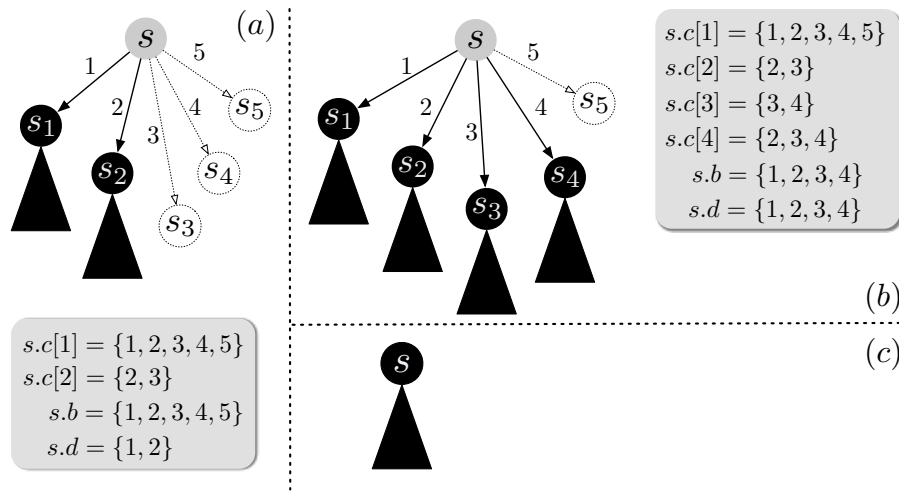 (a)
s
1
2
3
4
5
s₁
s₂
s₃
s₄
s₅
s.c[1] = {1, 2, 3, 4, 5}
s.c[2] = {2, 3}
s.b = {1, 2, 3, 4, 5}
s.d = {1, 2}
s
1
2
3
4
5
s₁
s₂
s₃
s₄
s₅
s.c[1] = {1, 2, 3, 4, 5}
s.c[2] = {2, 3}
s.c[3] = {3, 4}
s.c[4] = {2, 3, 4}
s.b = {1, 2, 3, 4}
s.d = {1, 2, 3, 4}
(b)
s
(c)